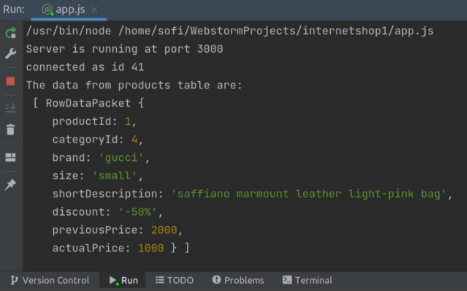 Run: app.js ×
/usr/bin/node /home/sofi/WebstormProjects/internetshop1/app.js
Server is running at port 3000
connected as id 41
The data from products table are:
[ RowDataPacket {
productId: 1,
categoryId: 4,
brand: 'gucci',
size: 'small',
shortDescription: 'saffiano marmount leather light-pink bag',
discount: '-50%',
previousPrice: 2000,
actualPrice: 1000 } ]
Version Control Run TODO Problems Terminal